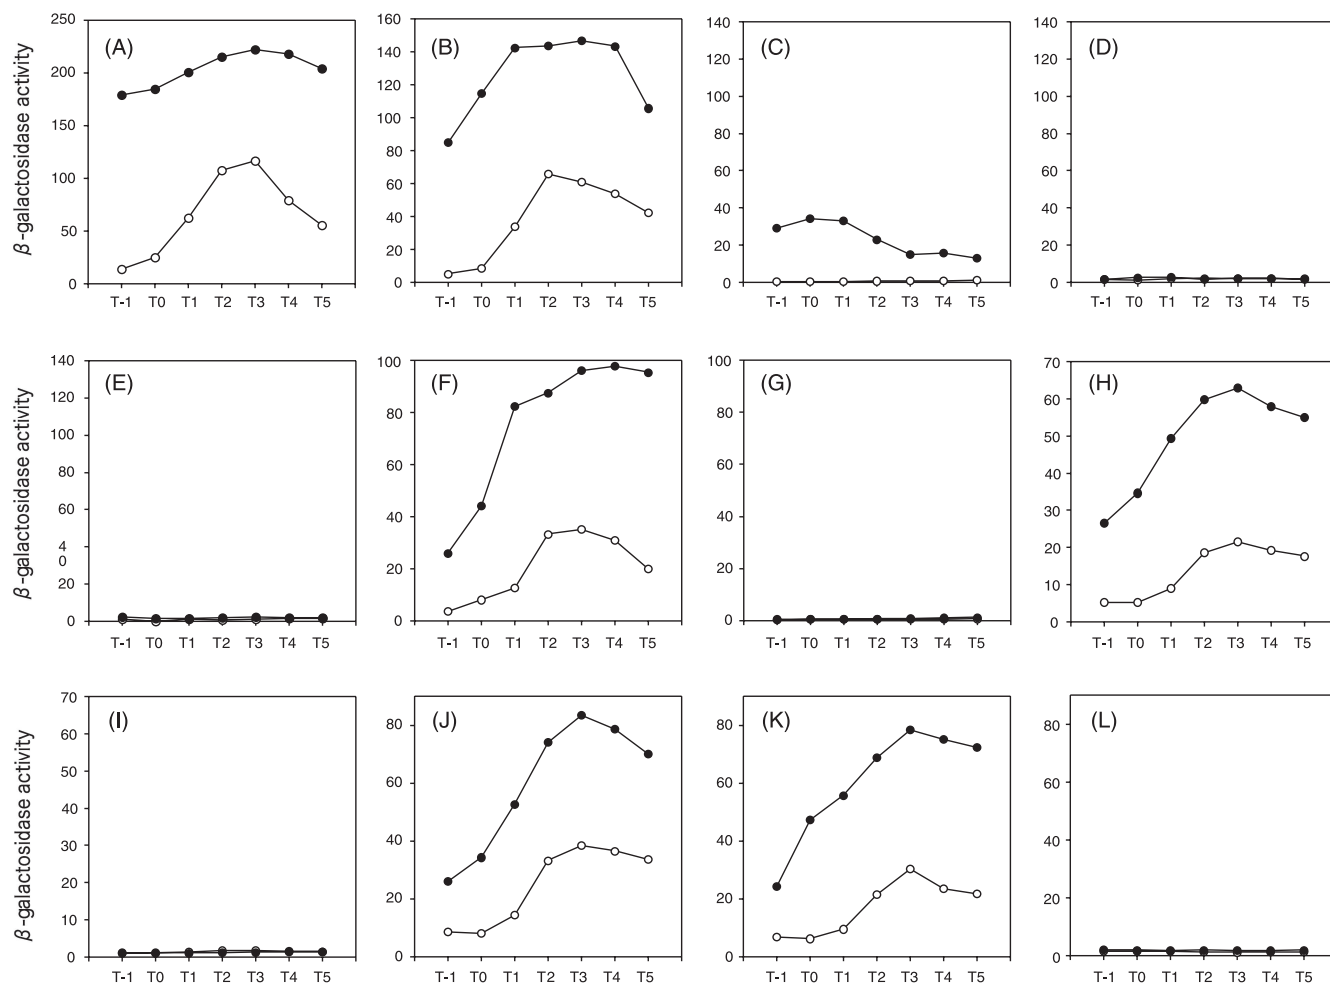 (A) (B) (C) (D)
β-galactosidase activity
250 200 150 100 50 0
160 140 120 100 80 60 40 20 0
140 120 100 80 60 40 20 0
140 120 100 80 60 40 20 0
T-1 T0 T1 T2 T3 T4 T5 T-1 T0 T1 T2 T3 T4 T5 T-1 T0 T1 T2 T3 T4 T5 T-1 T0 T1 T2 T3 T4 T5
(E) (F) (G) (H)
β-galactosidase activity
140 120 100 80 60 4
0 20 0
100 80 60 40 20 0
100 80 60 40 20 0
70 60 50 40 30 20 10 0
T-1 T0 T1 T2 T3 T4 T5 T-1 T0 T1 T2 T3 T4 T5 T-1 T0 T1 T2 T3 T4 T5 T-1 T0 T1 T2 T3 T4 T5
(I) (J) (K) (L)
β-galactosidase activity
70 60 50 40 30 20 10 0
80 60 40 20 0
80 60 40 20 0
80 60 40 20 0
T-1 T0 T1 T2 T3 T4 T5 T-1 T0 T1 T2 T3 T4 T5 T-1 T0 T1 T2 T3 T4 T5 T-1 T0 T1 T2 T3 T4 T5